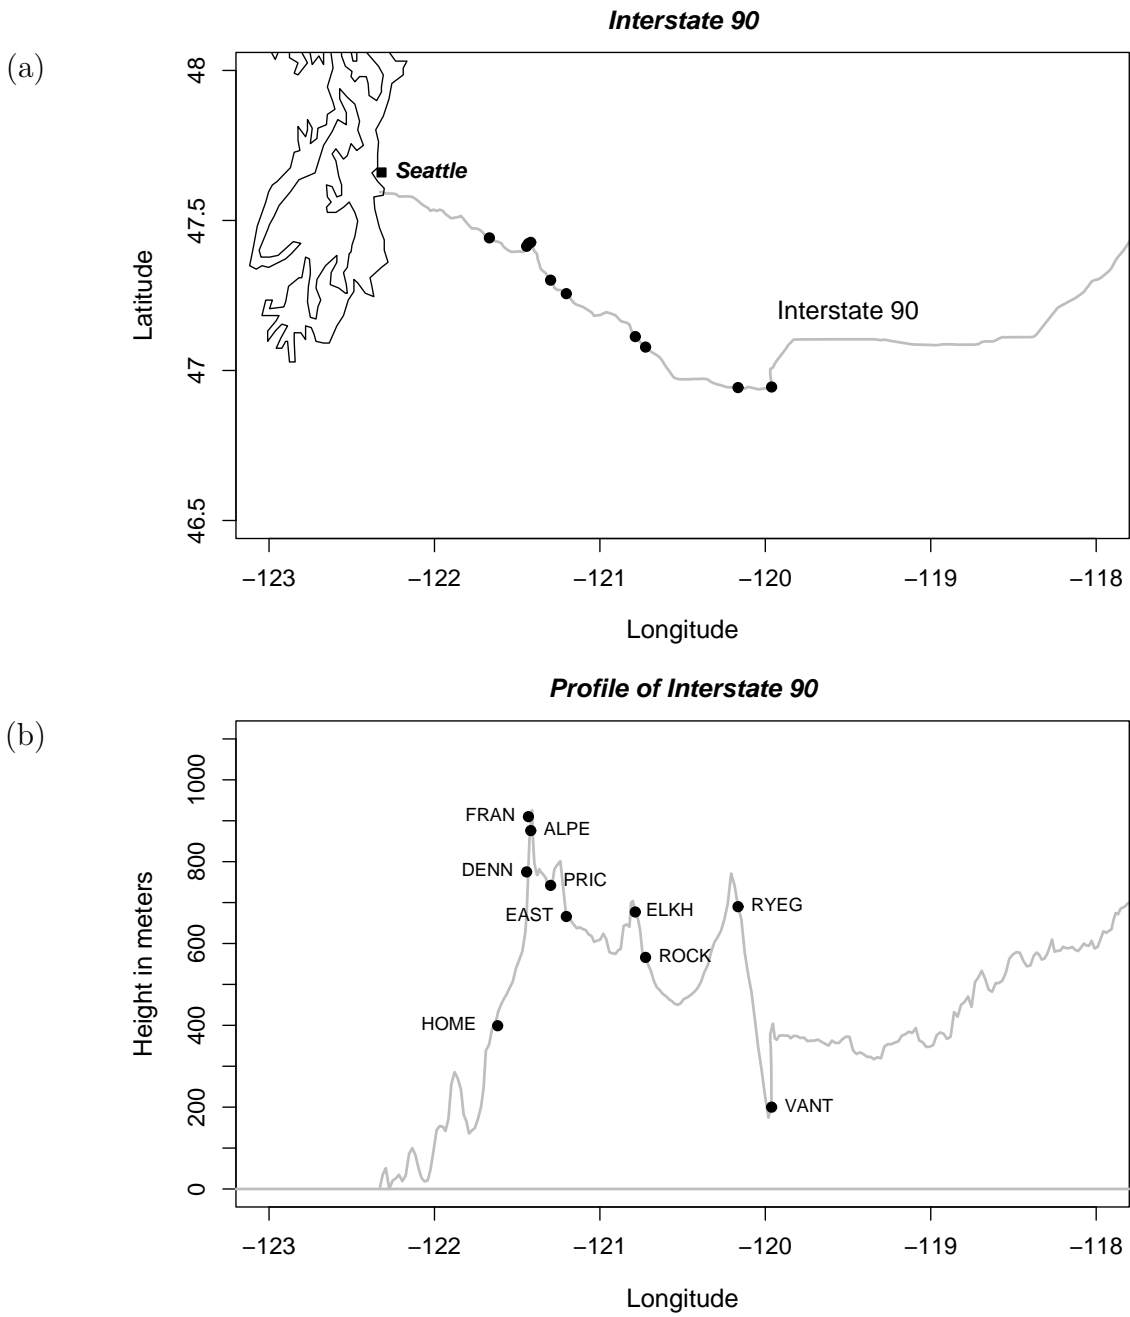 Interstate 90
(a)
48
47.5
47
46.5
Latitude
Seattle
Interstate 90
−123 −122 −121 −120 −119 −118
Longitude
Profile of Interstate 90
(b)
1000
800
600
400
200
0
Height in meters
FRAN
ALPE
DENN
PRIC
EAST
ELKH
RYEG
ROCK
HOME
VANT
−123 −122 −121 −120 −119 −118
Longitude